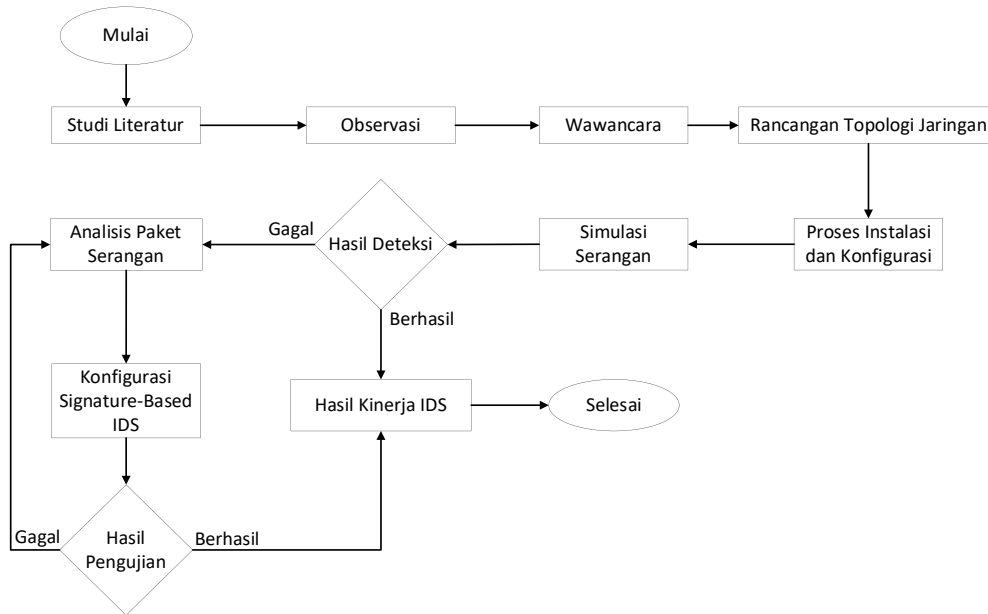 Mulai
Studi Literatur
Observasi
Wawancara
Rancangan Topologi Jaringan
Proses Instalasi
dan Konfigurasi
Simulasi
Serangan
Hasil Deteksi
Gagal
Analisis Paket
Serangan
Berhasil
Konfigurasi
Signature-Based
IDS
Hasil Kinerja IDS
Selesai
Gagal
Hasil
Pengujian
Berhasil